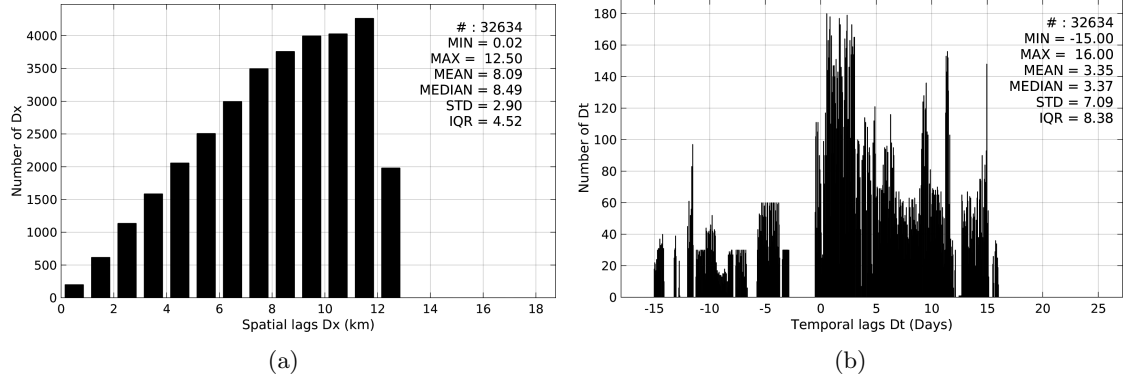 4000
3500
3000
2500
2000
1500
1000
500
0
Number of Dx
# : 32634
MIN = 0.02
MAX = 12.50
MEAN = 8.09
MEDIAN = 8.49
STD = 2.90
IQR = 4.52
0 2 4 6 8 10 12 14 16 18
Spatial lags Dx (km)
(a)
180
160
140
120
100
80
60
40
20
0
Number of Dt
# : 32634
MIN = -15.00
MAX = 16.00
MEAN = 3.35
MEDIAN = 3.37
STD = 7.09
IQR = 8.38
-15 -10 -5 0 5 10 15 20 25
Temporal lags Dt (Days)
(b)